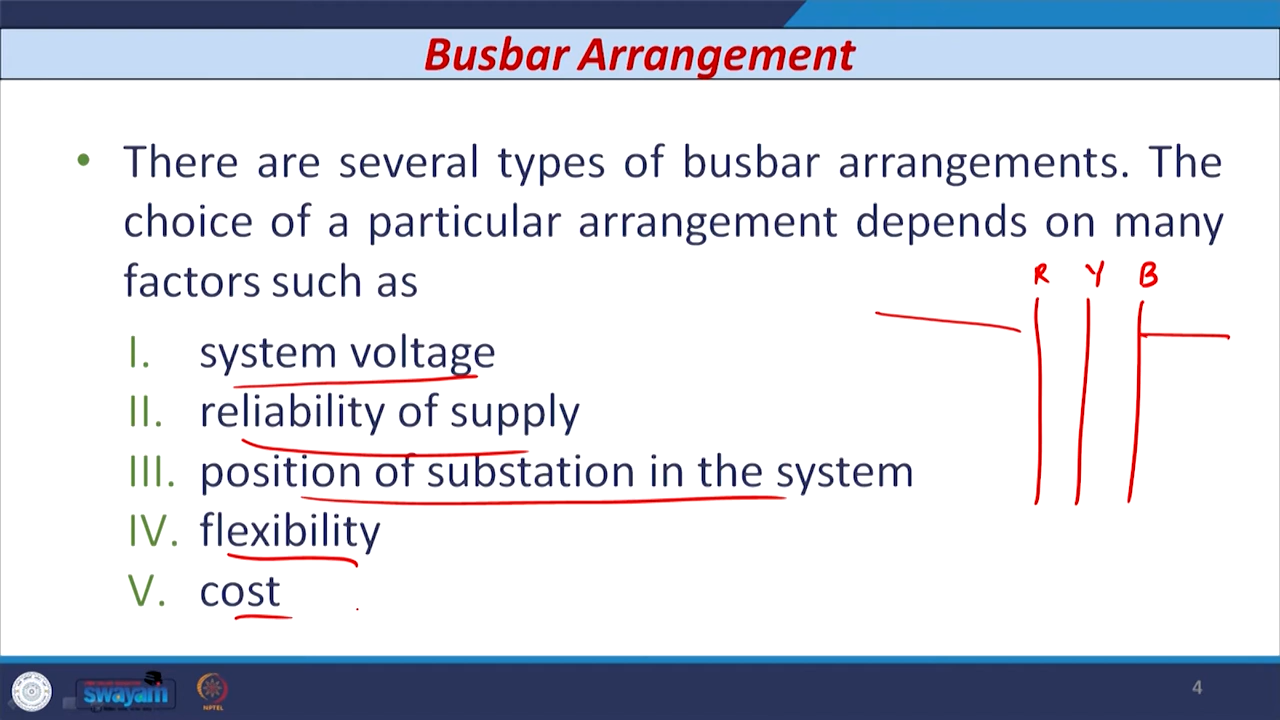 Busbar Arrangement
• There are several types of busbar arrangements. The
choice of a particular arrangement depends on many
factors such as
R Y B
I. system voltage
II. reliability of supply
III. position of substation in the system
IV. flexibility
V. cost
swayam
NPTEL
4